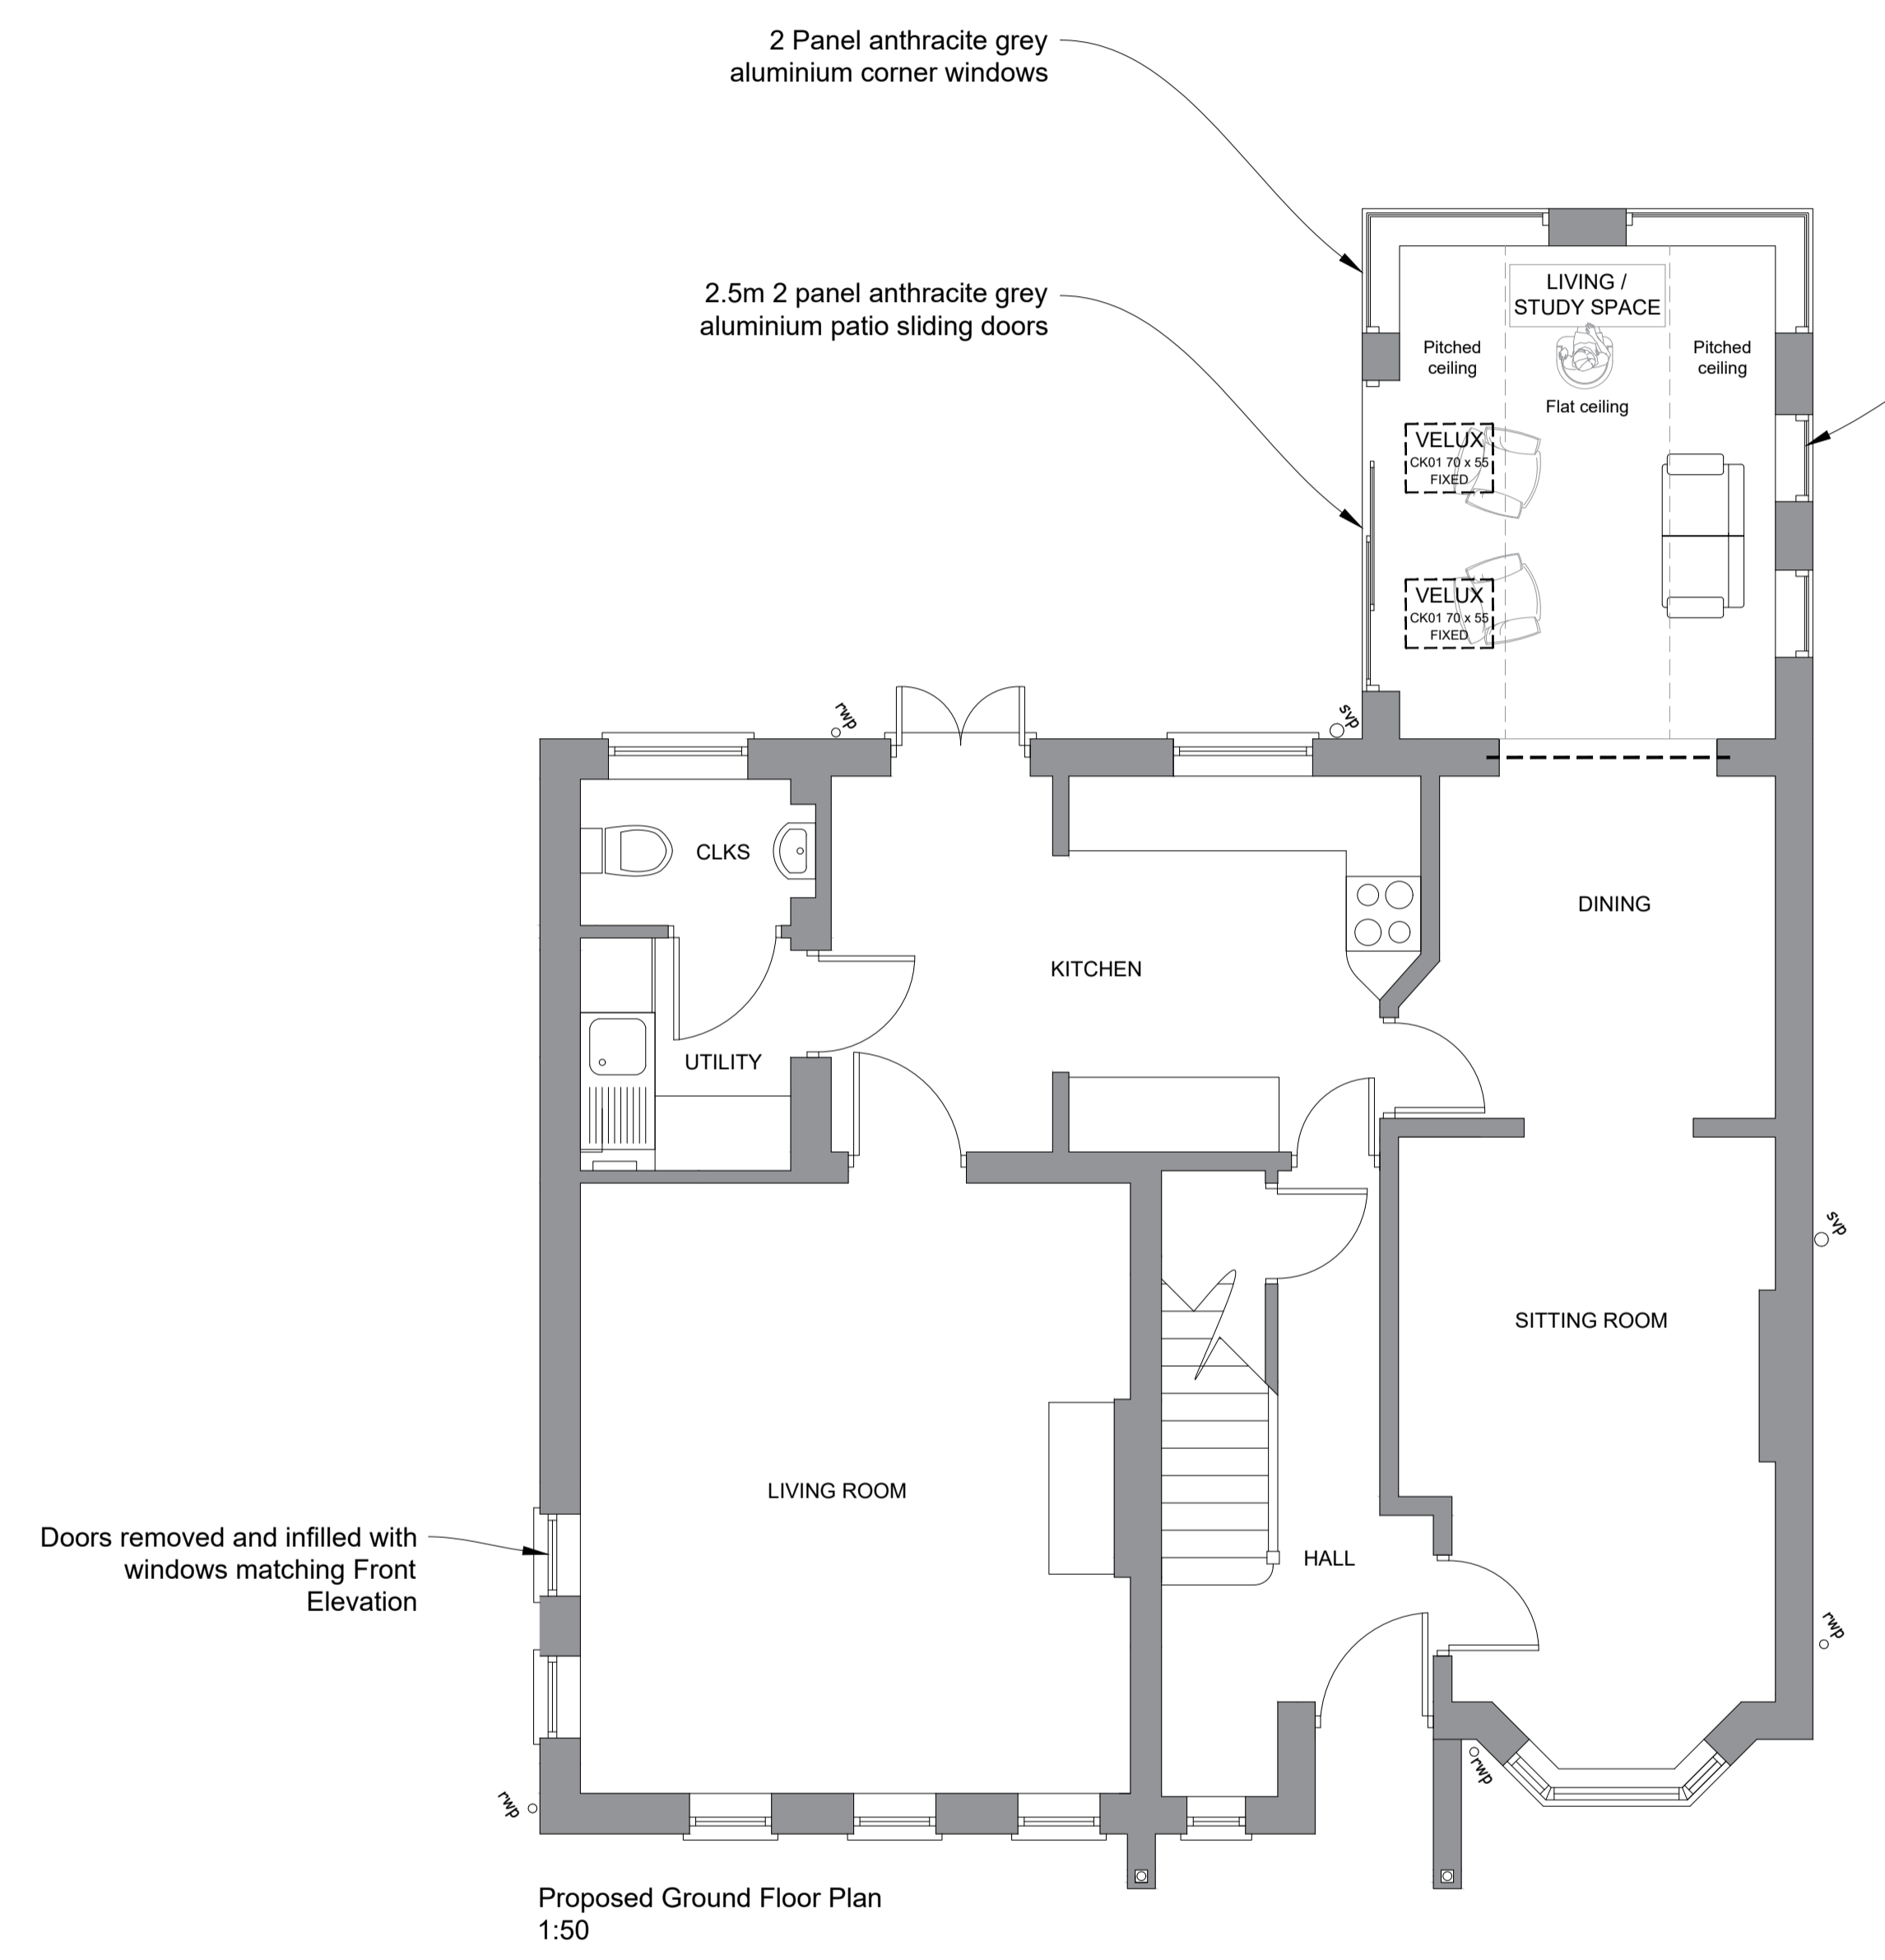 2 Panel anthracite grey
aluminium corner windows
2.5m 2 panel anthracite grey
aluminium patio sliding doors
LIVING /
STUDY SPACE
Pitched
ceiling
Pitched
ceiling
Flat ceiling
VELUX
CK01 70 x 55
FIXED
VELUX
CK01 70 x 55
FIXED
rwp
svp
CLKS
DINING
KITCHEN
UTILITY
svp
SITTING ROOM
LIVING ROOM
Doors removed and infilled with
windows matching Front
Elevation
HALL
rwp
rwp
rwp
Proposed Ground Floor Plan
1:50